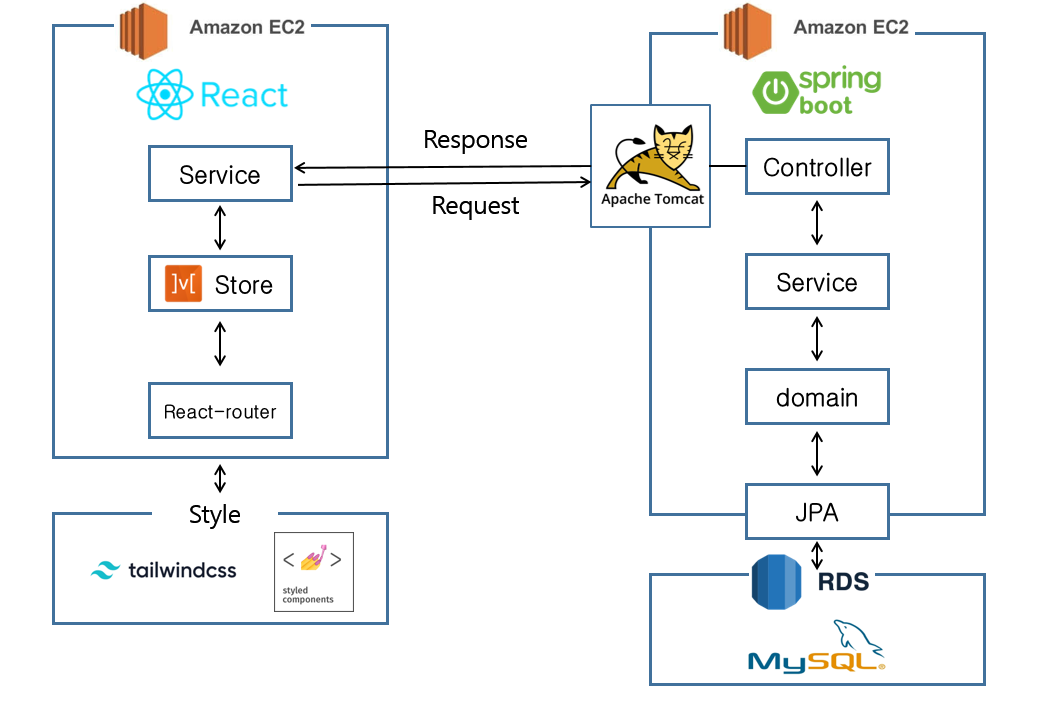 Amazon EC2
React
Service
]v[ Store
React-router
Style
tailwindcss
< >
styled
components
Response
Request
Amazon EC2
spring
boot
Apache Tomcat
Controller
Service
domain
JPA
RDS
MySQL®